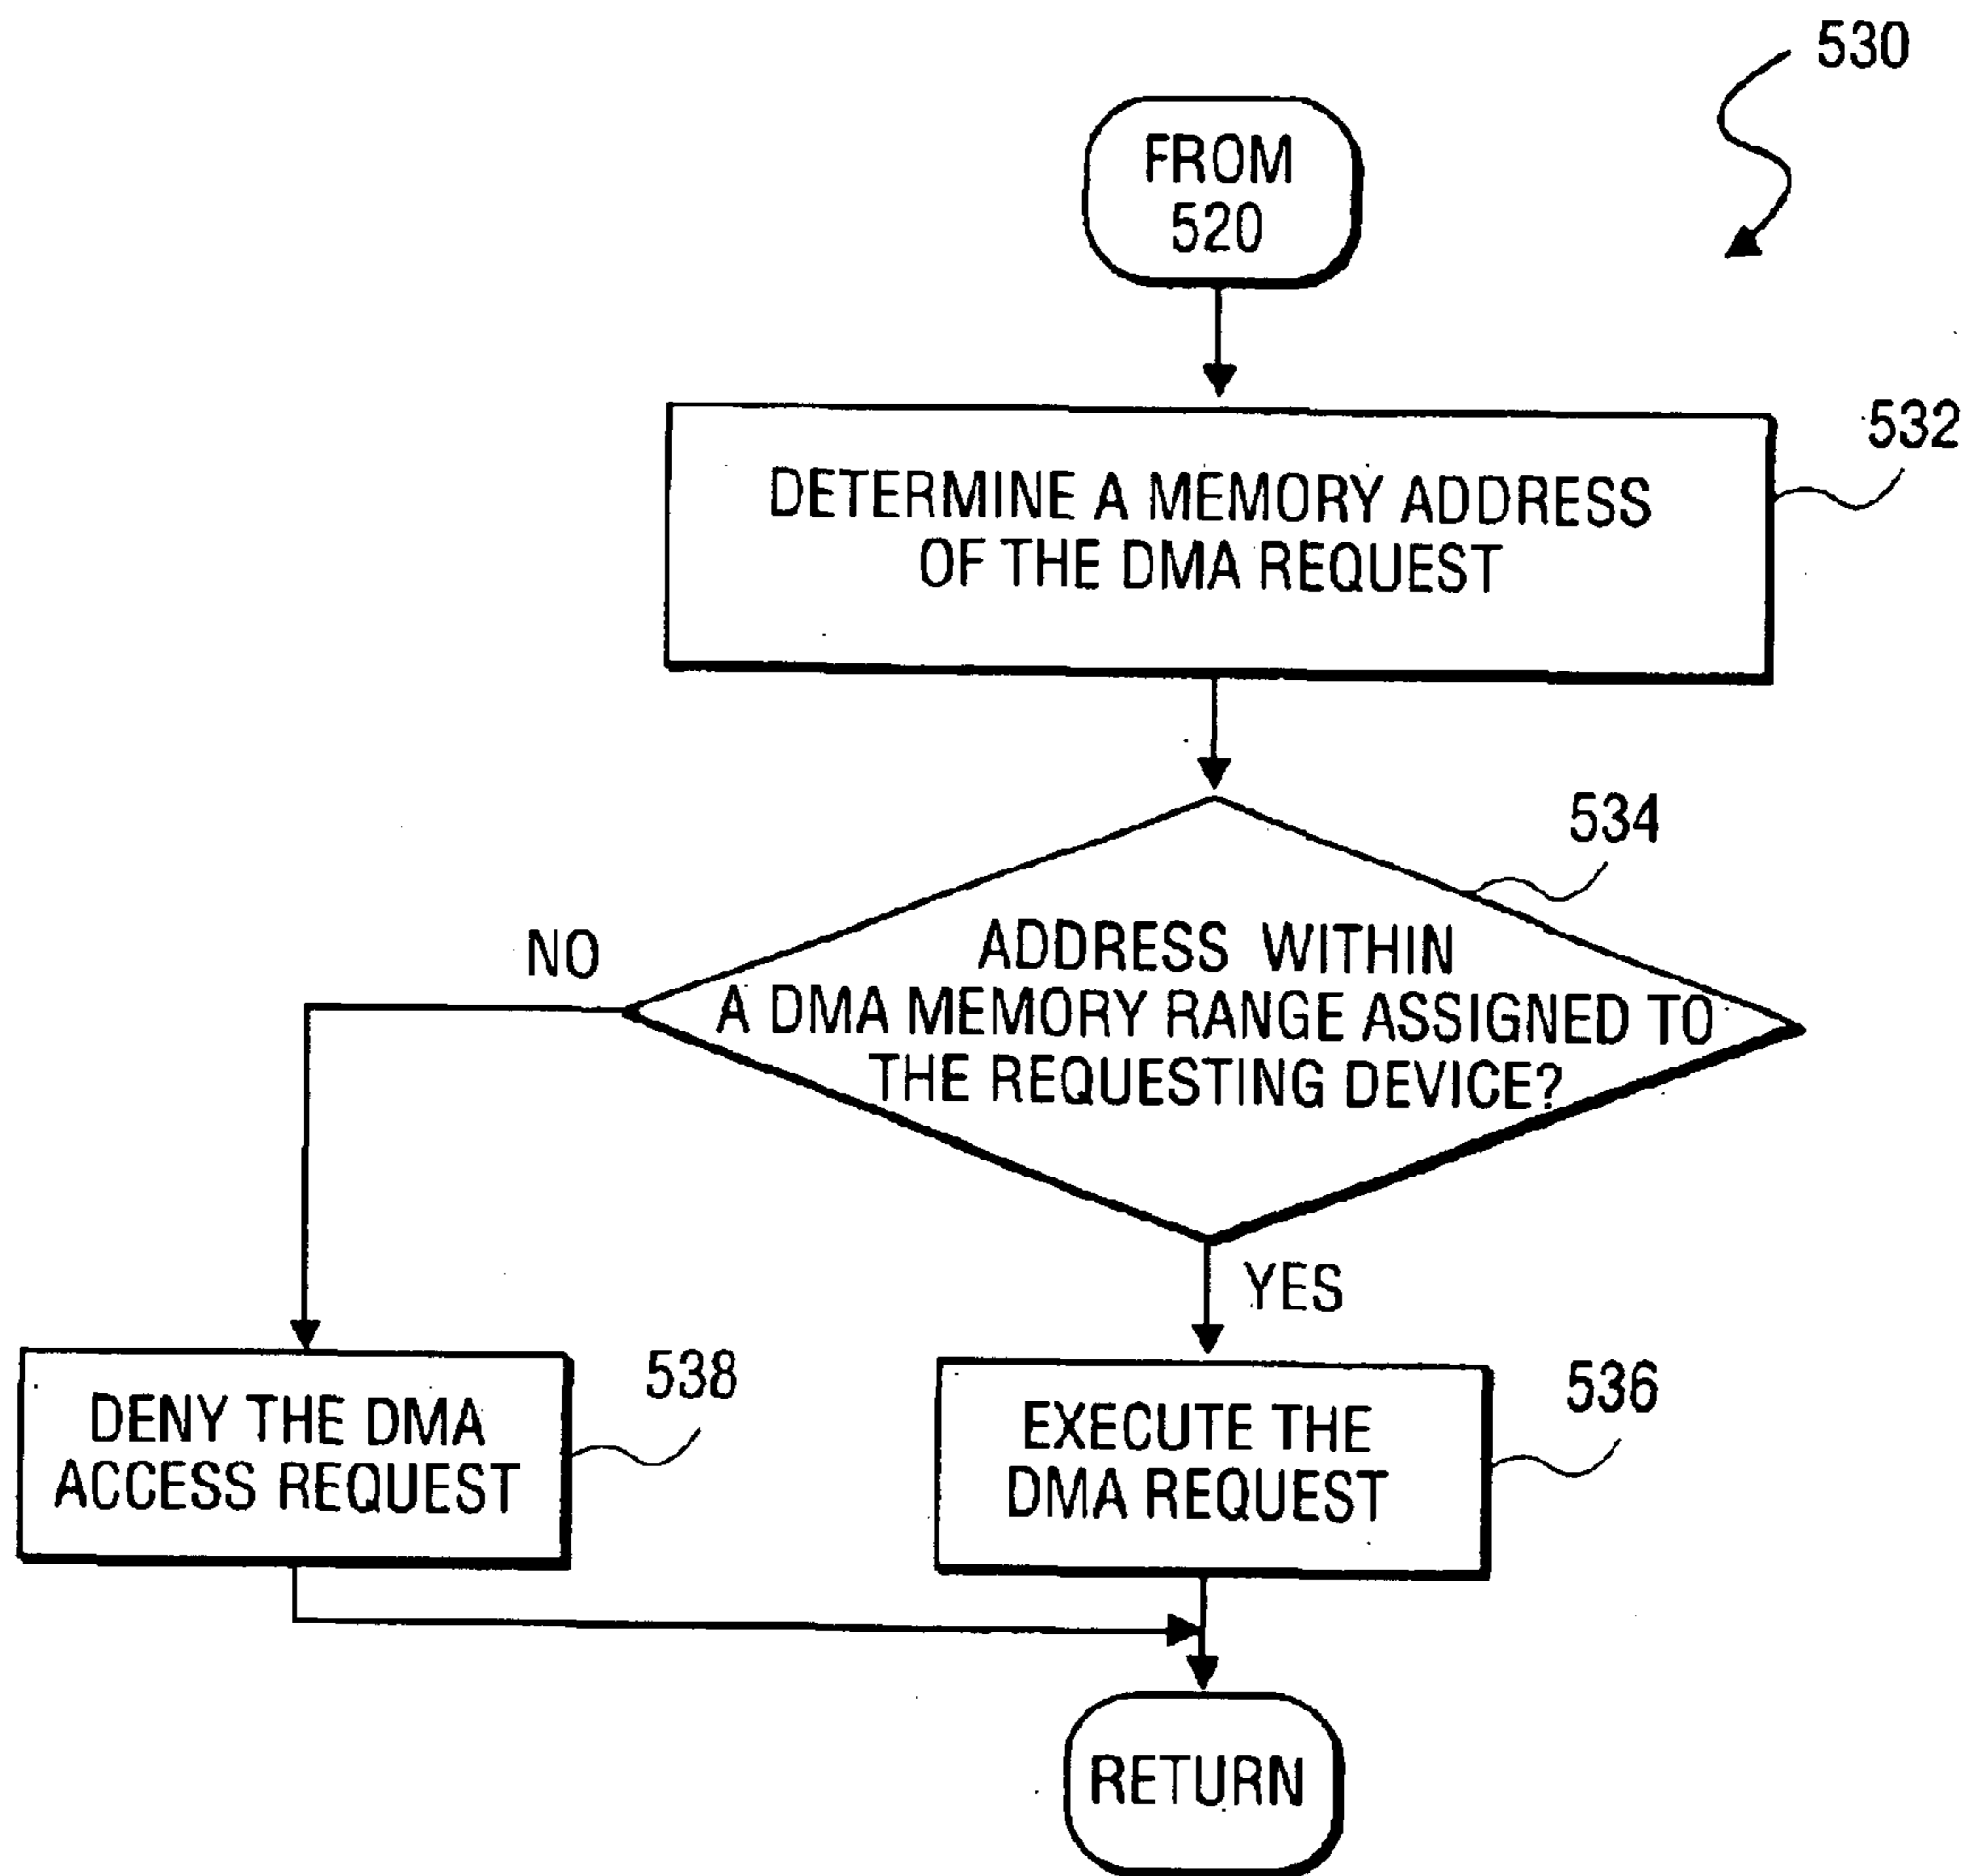 530
FROM
520
532
DETERMINE A MEMORY ADDRESS
OF THE DMA REQUEST
534
NO
ADDRESS WITHIN
A DMA MEMORY RANGE ASSIGNED TO
THE REQUESTING DEVICE?
YES
538
DENY THE DMA
ACCESS REQUEST
536
EXECUTE THE
DMA REQUEST
RETURN